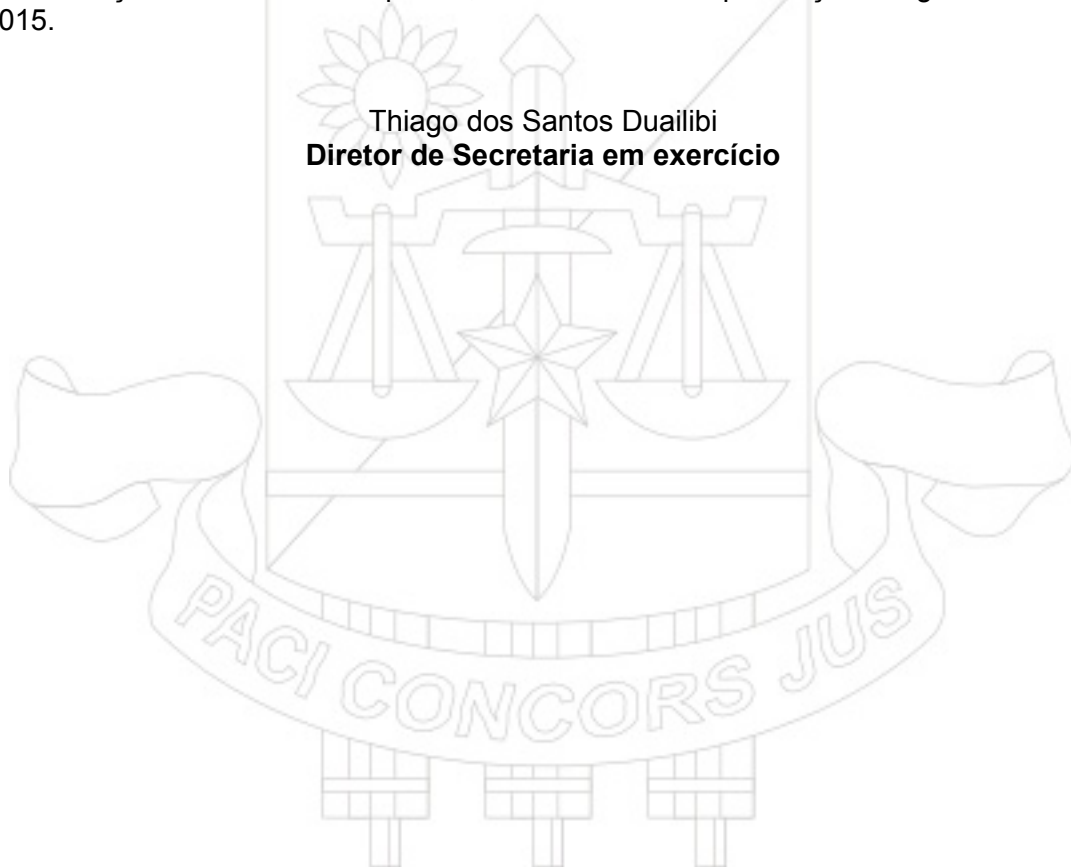 015.
Thiago dos Santos Duailibi
Diretor de Secretaria em exercício
PACI CONCORS JUS